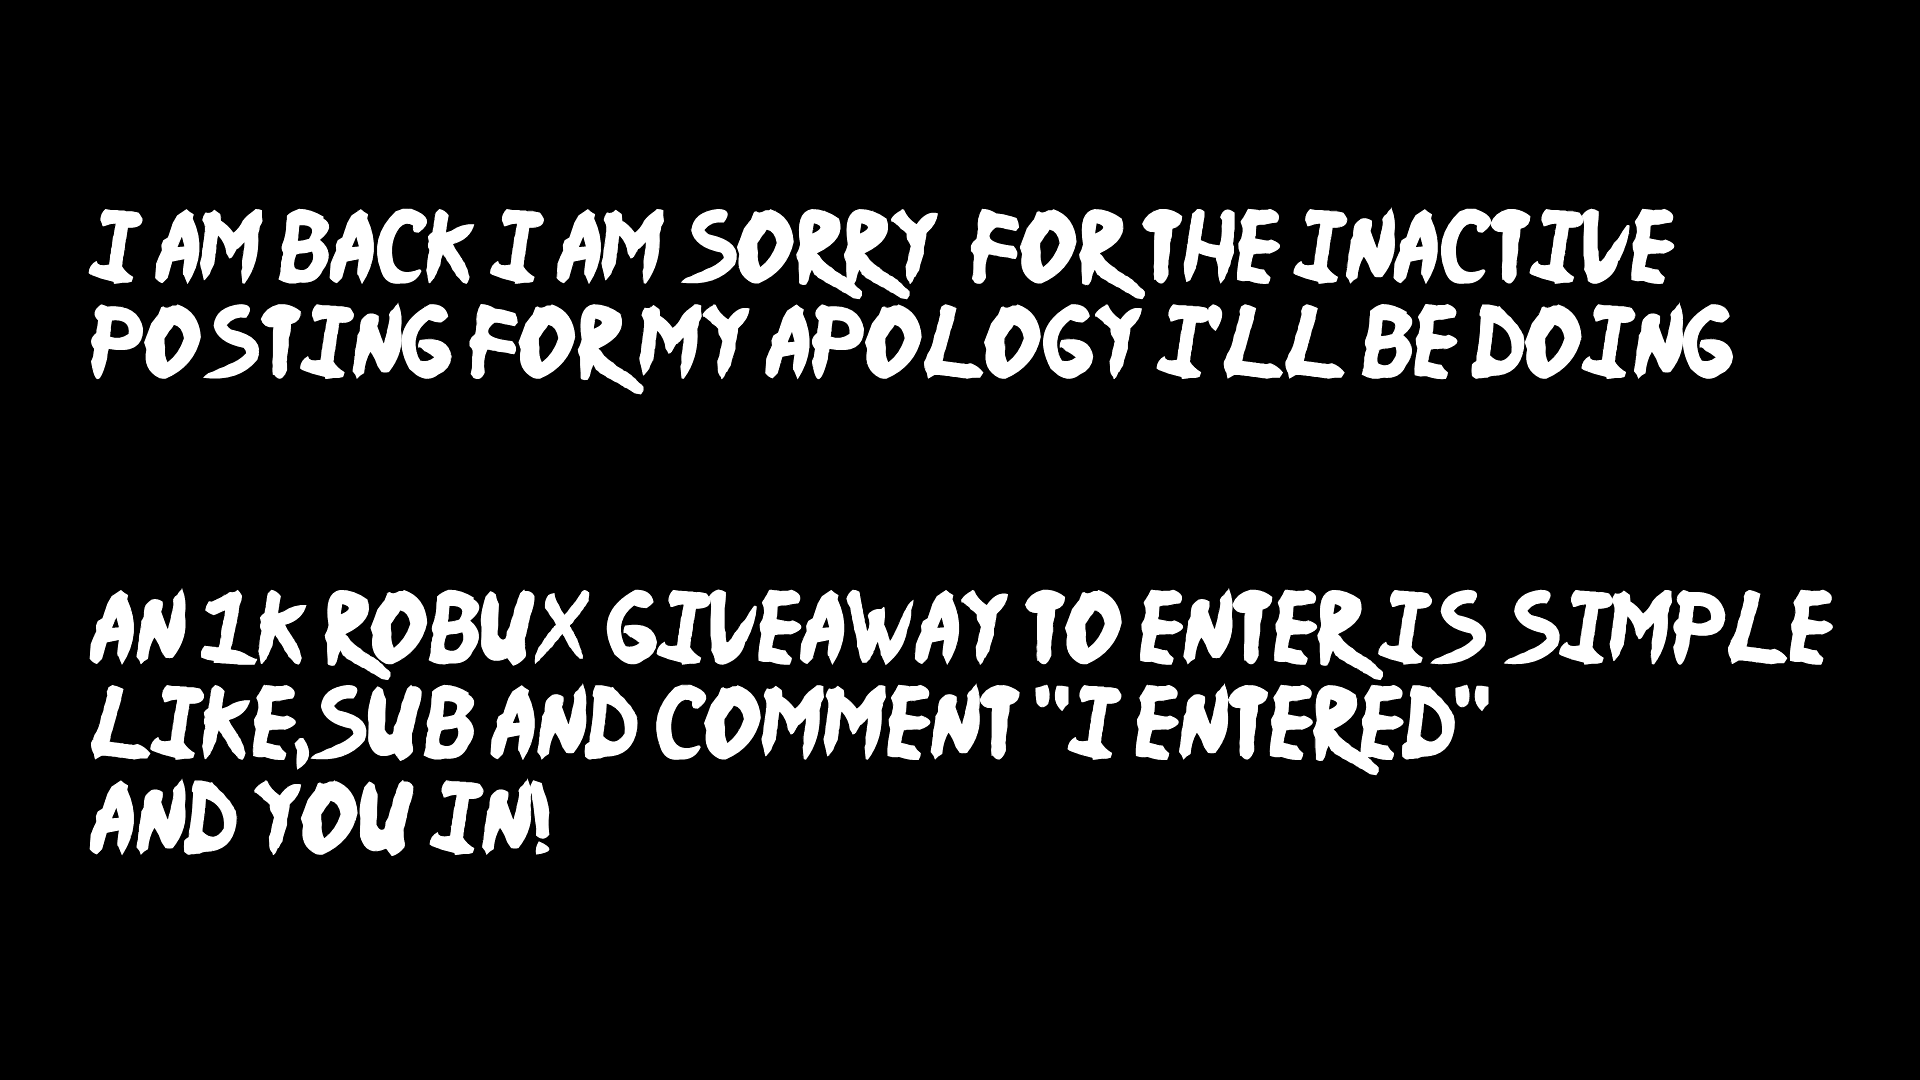 I AM BACK I AM SORRY FOR THE INACTIVE
POSTING FOR MY APOLOGY I'LL BE DOING
AN 1K ROBUX GIVEAWAY TO ENTER IS SIMPLE
LIKE,SUB AND COMMENT "I ENTERED"
AND YOU IN!